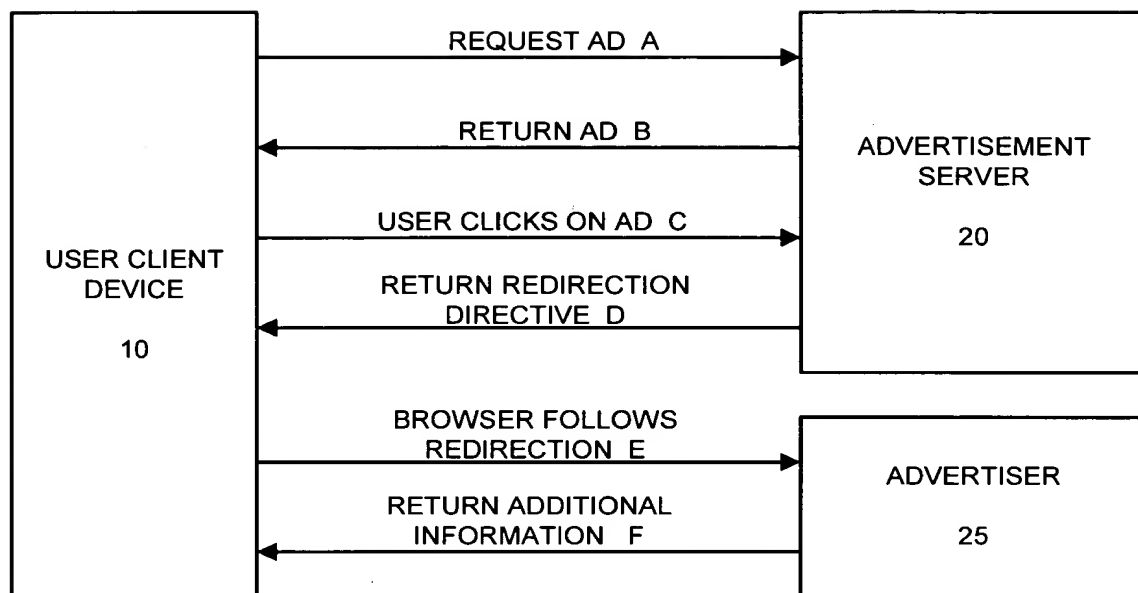 USER CLIENT
DEVICE
10
REQUEST AD A
RETURN AD B
USER CLICKS ON AD C
RETURN REDIRECTION
DIRECTIVE D
BROWSER FOLLOWS
REDIRECTION E
RETURN ADDITIONAL
INFORMATION F
ADVERTISEMENT
SERVER
20
ADVERTISER
25